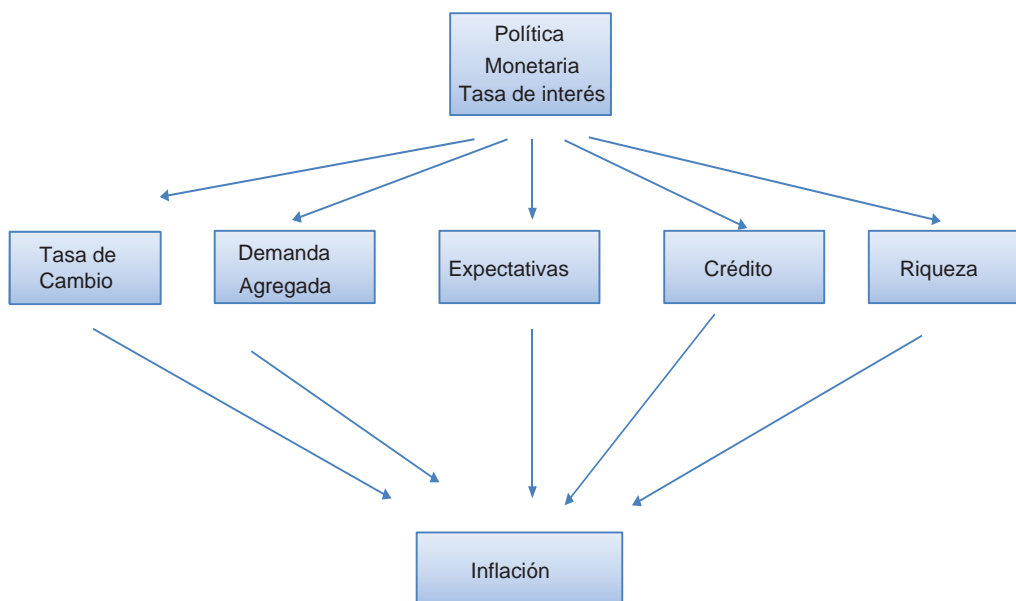 Política
Monetaria
Tasa de interés
Tasa de
Cambio
Demanda
Agregada
Expectativas
Crédito
Riqueza
Inflación